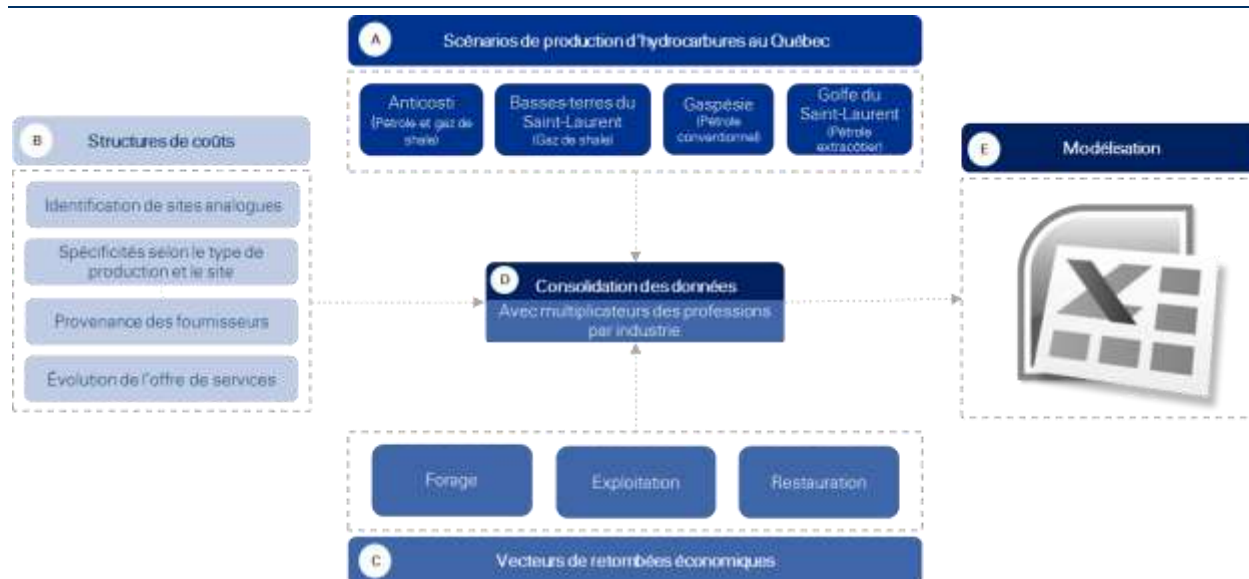 A
Scénarios de production d'hydrocarbures au Québec
Anticosti
(Pétrole et gaz de
shale)
Basses-terres du
Saint-Laurent
(Gaz de shale)
Gaspésie
(Pétrole
conventionnel)
Golfe du
Saint-Laurent
(Pétrole
extracôtier)
B
Structures de coûts
Identification de sites analogues
Spécificités selon le type de
production et le site
Provenance des fournisseurs
Évolution de l'offre de services
D
Consolidation des données
Avec multiplicateurs des professions
par industrie
E
Modélisation
Forage
Exploitation
Restauration
C
Vecteurs de retombées économiques